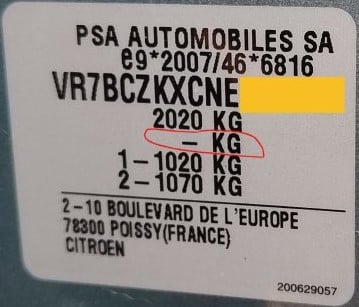 PSA AUTOMOBILES SA
e9*2007/46*6816
VR7BCZKXCNE
2020 KG
– KG
1–1020 KG
2–1070 KG
2–10 BOULEVARD DE L'EUROPE
78300 POISSY(FRANCE)
CITROEN
200629057